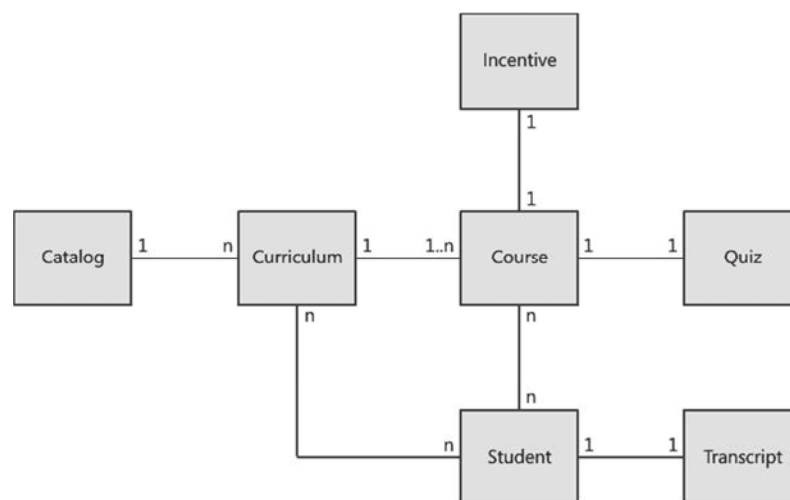 Incentive
1
1
Catalog 1 n Curriculum 1 1..n Course 1 1 Quiz
n n
n n
Student 1 1 Transcript